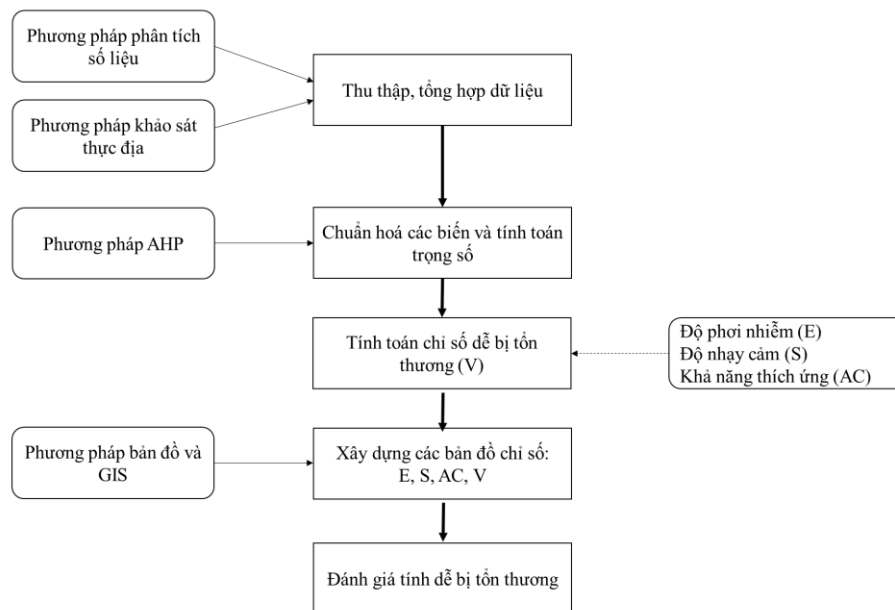 Phương pháp phân tích
số liệu
Thu thập, tổng hợp dữ liệu
Phương pháp khảo sát
thực địa
Phương pháp AHP
Chuẩn hoá các biến và tính toán
trọng số
Tính toán chỉ số dễ bị tổn
thương (V)
Độ phơi nhiễm (E)
Độ nhạy cảm (S)
Khả năng thích ứng (AC)
Phương pháp bản đồ và
GIS
Xây dựng các bản đồ chỉ số:
E, S, AC, V
Đánh giá tính dễ bị tổn thương